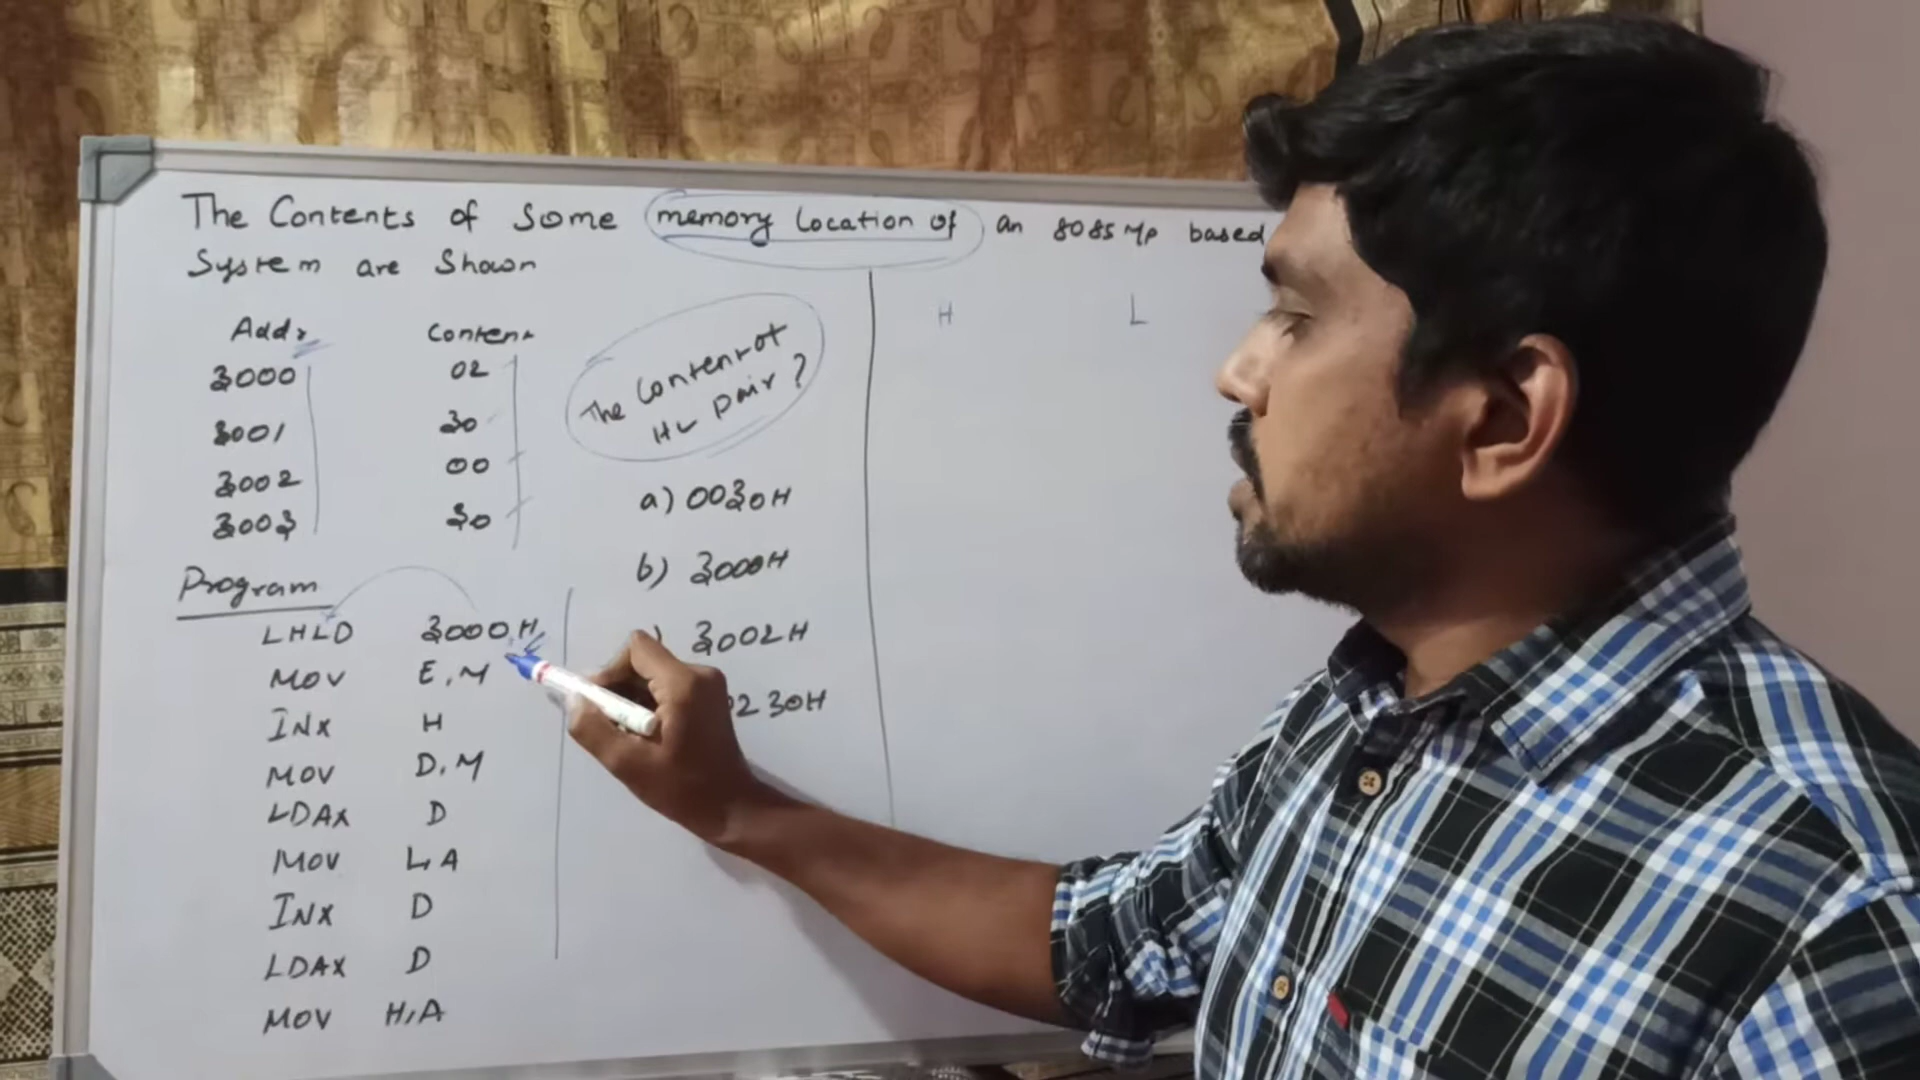 The Contents of Some memory Location of an 8085 μp based
System are Shown
Addr Content
3000 02
3001 30
3002 00
3003 30
The Content of
HL pair?
a) 0030H
b) 3000H
3002H
0230H
H L
Program
LHLD 3000H
MOV E,M
INX H
MOV D,M
LDAX D
MOV L,A
INX D
LDAX D
MOV H,A